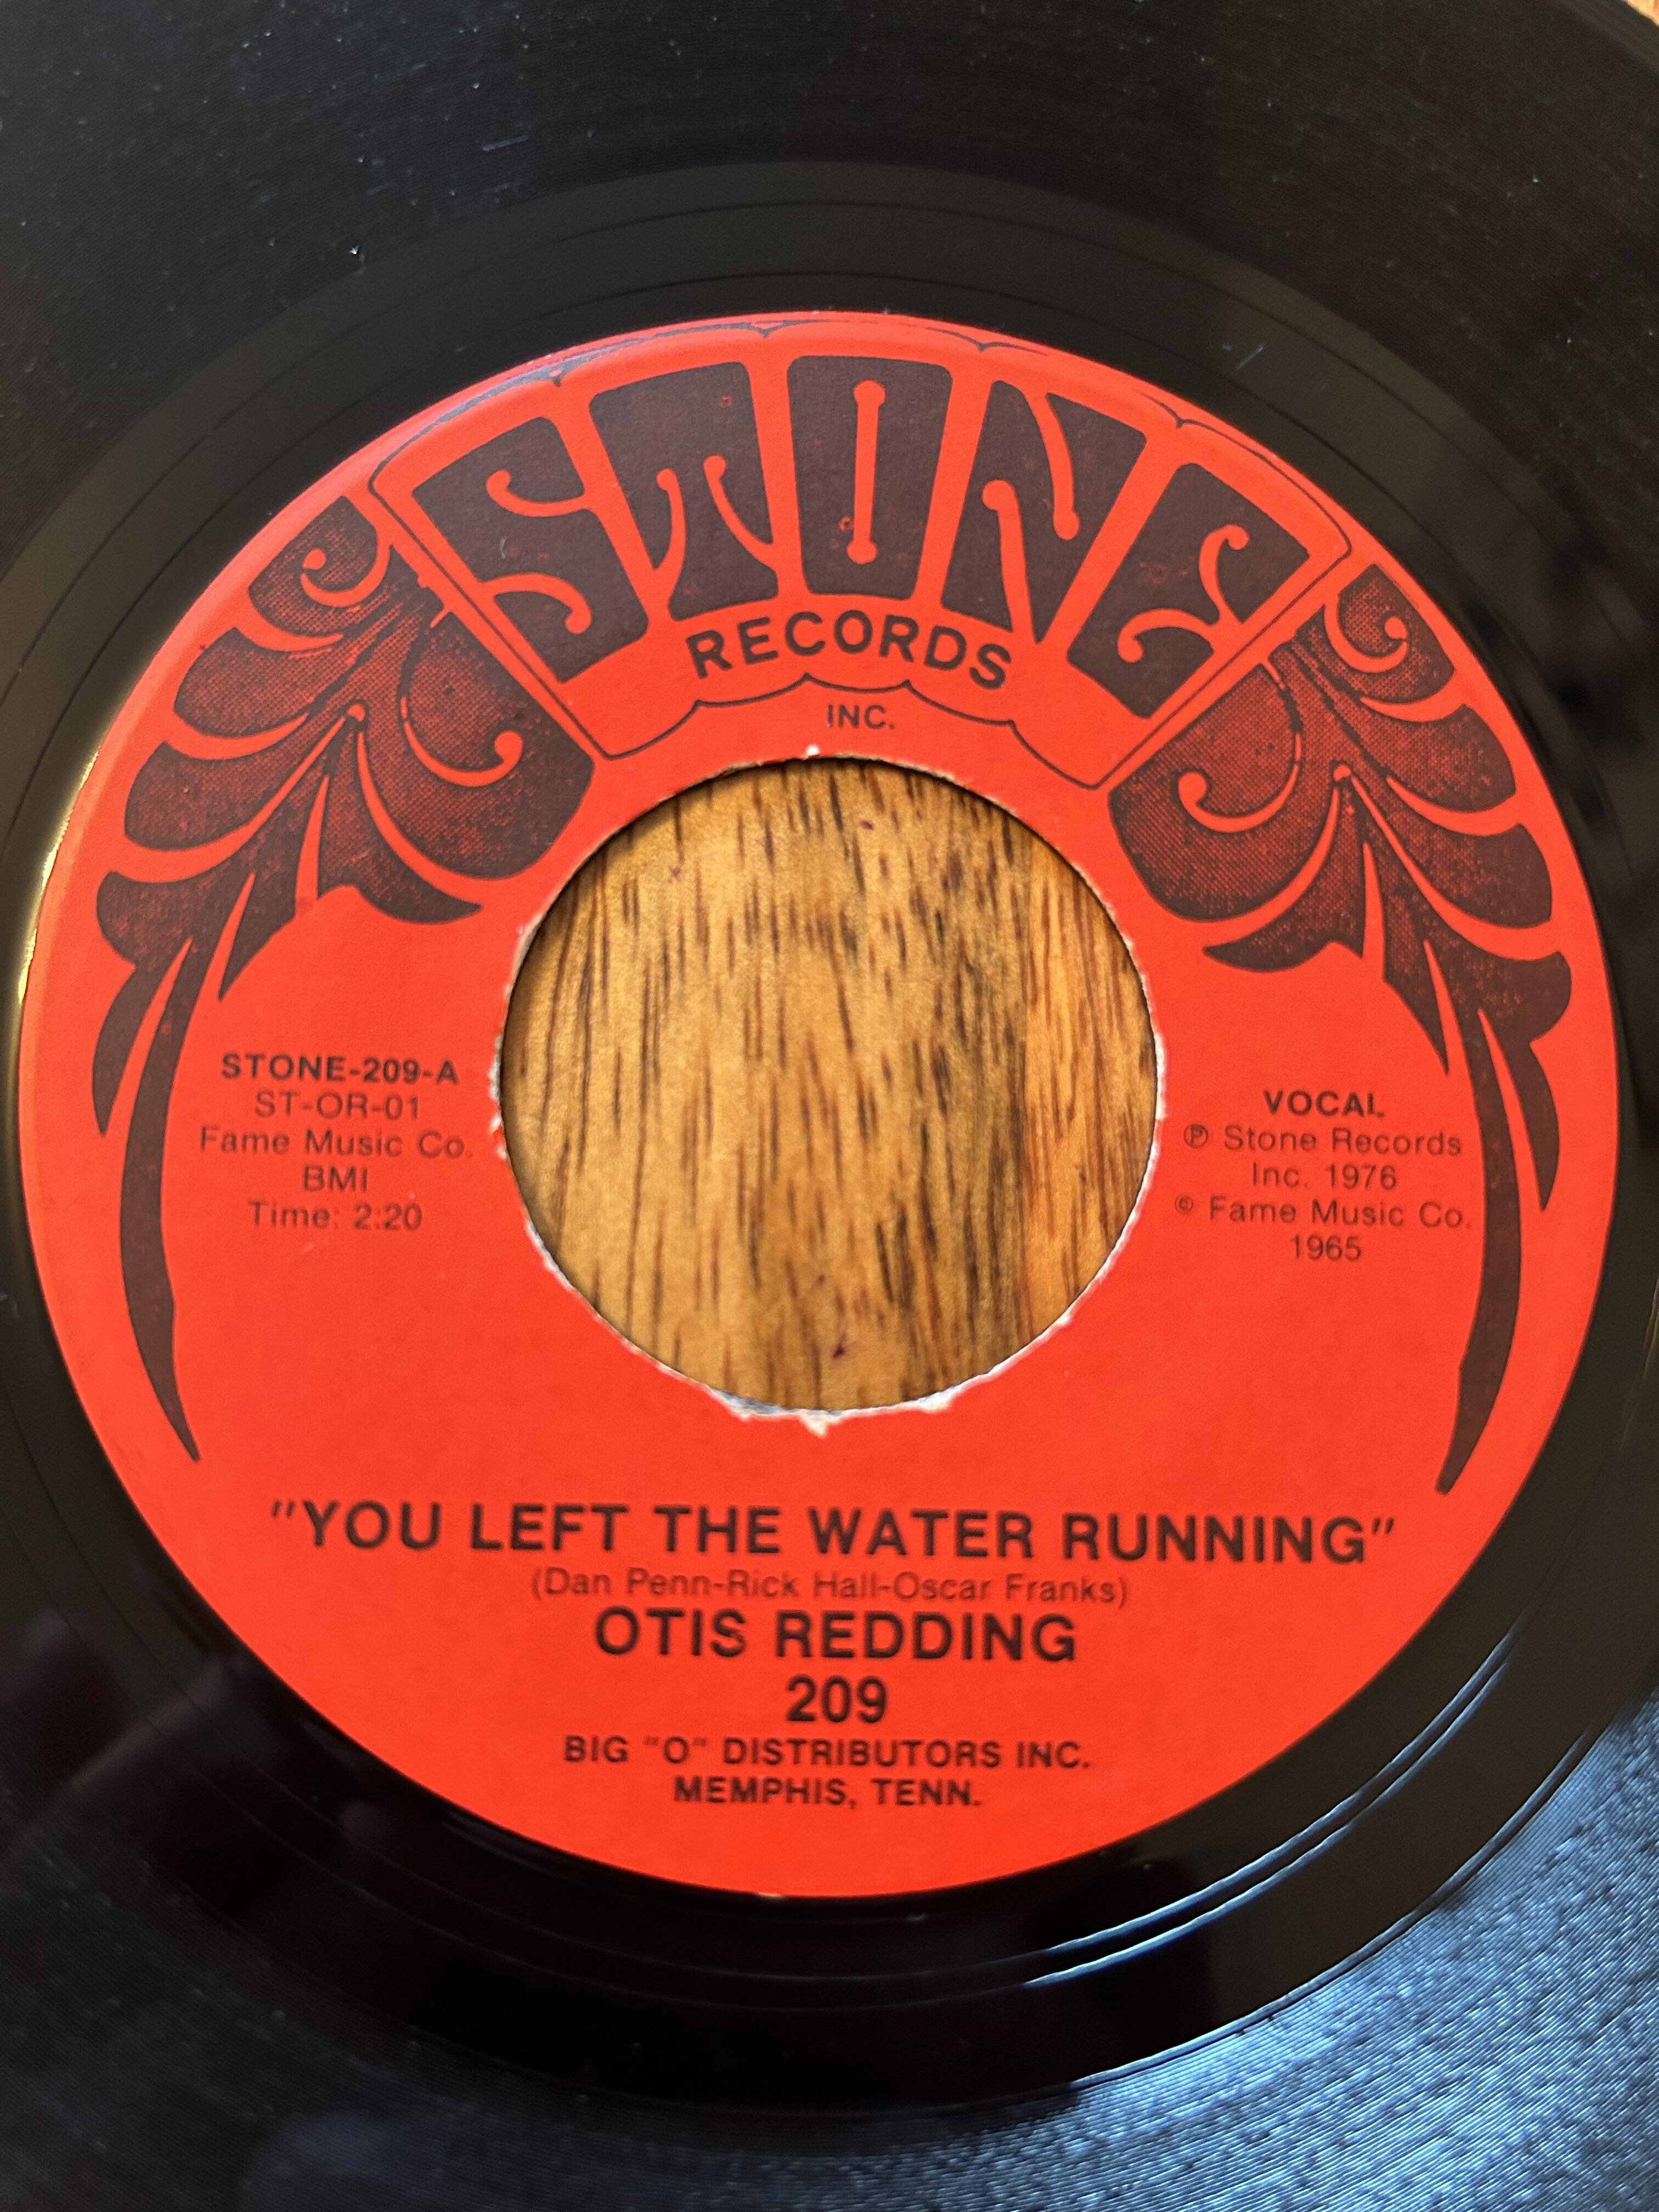 STONE
RECORDS
INC.
STONE-209-A
ST-OR-01
Fame Music Co.
BMI
Time: 2:20
VOCAL
℗ Stone Records
Inc. 1976
© Fame Music Co.
1965
"YOU LEFT THE WATER RUNNING"
(Dan Penn-Rick Hall-Oscar Franks)
OTIS REDDING
209
BIG "O" DISTRIBUTORS INC.
MEMPHIS, TENN.